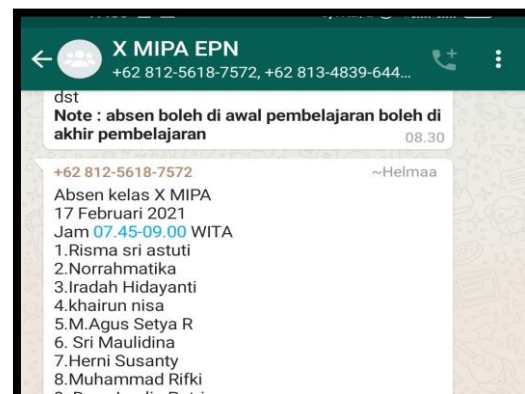 X MIPA EPN
+62 812-5618-7572, +62 813-4839-644...
dst
Note : absen boleh di awal pembelajaran boleh di
akhir pembelajaran
08.30
+62 812-5618-7572 ~Helmaa
Absen kelas X MIPA
17 Februari 2021
Jam 07.45-09.00 WITA
1.Risma sri astuti
2.Norrahmatika
3.Iradah Hidayanti
4.khairun nisa
5.M.Agus Setya R
6. Sri Maulidina
7.Herni Susanty
8.Muhammad Rifki